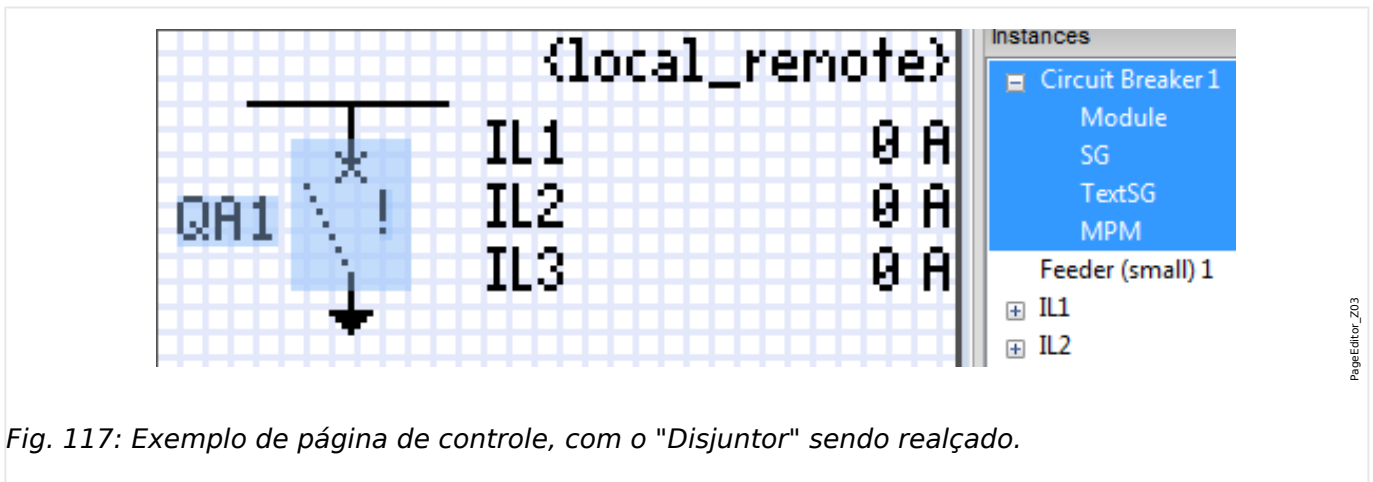 {local_remote}
IL1 0 A
QA1 ! IL2 0 A
IL3 0 A
Instances
Circuit Breaker 1
Module
SG
TextSG
MPM
Feeder (small) 1
IL1
IL2
PageEditor_Z03
Fig. 117: Exemplo de página de controle, com o "Disjuntor" sendo realçado.